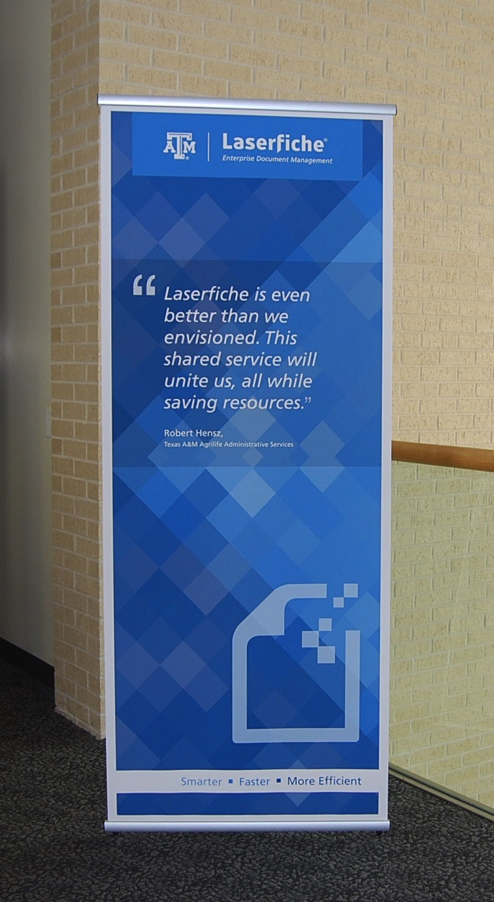 ATM | Laserfiche®
Enterprise Document Management
“ Laserfiche is even
better than we
envisioned. This
shared service will
unite us, all while
saving resources.”
Robert Hensz,
Texas A&M Agrilife Administrative Services
Smarter ▪ Faster ▪ More Efficient